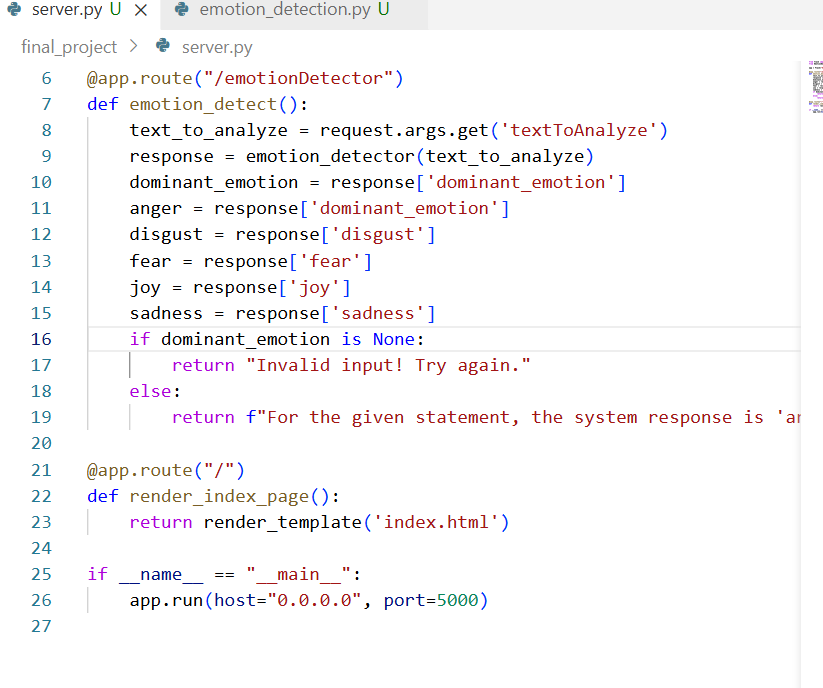 server.py U
emotion_detection.py U
final_project > server.py
6 @app.route("/emotionDetector")
7 def emotion_detect():
8     text_to_analyze = request.args.get('textToAnalyze')
9     response = emotion_detector(text_to_analyze)
10     dominant_emotion = response['dominant_emotion']
11     anger = response['dominant_emotion']
12     disgust = response['disgust']
13     fear = response['fear']
14     joy = response['joy']
15     sadness = response['sadness']
16     if dominant_emotion is None:
17         return "Invalid input! Try again."
18     else:
19         return f"For the given statement, the system response is 'an
20
21 @app.route("/")
22 def render_index_page():
23     return render_template('index.html')
24
25 if __name__ == "__main__":
26     app.run(host="0.0.0.0", port=5000)
27